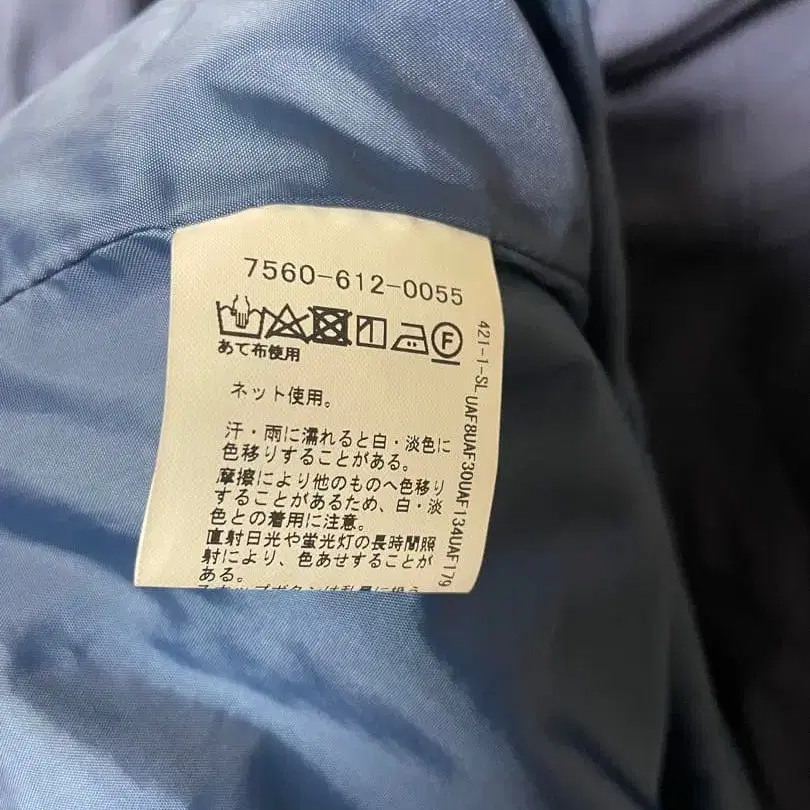 7560-612-0055
F
あて布使用
ネット使用。
汗・雨に濡れると白・淡色に
色移りすることがある。
摩擦により他のものへ色移り
することがあるため、白・淡
色との着用に注意。
直射日光や蛍光灯の長時間照
射により、色あせすることが
ある。
421-1-SL UAF8UAF30UAF134UAF179